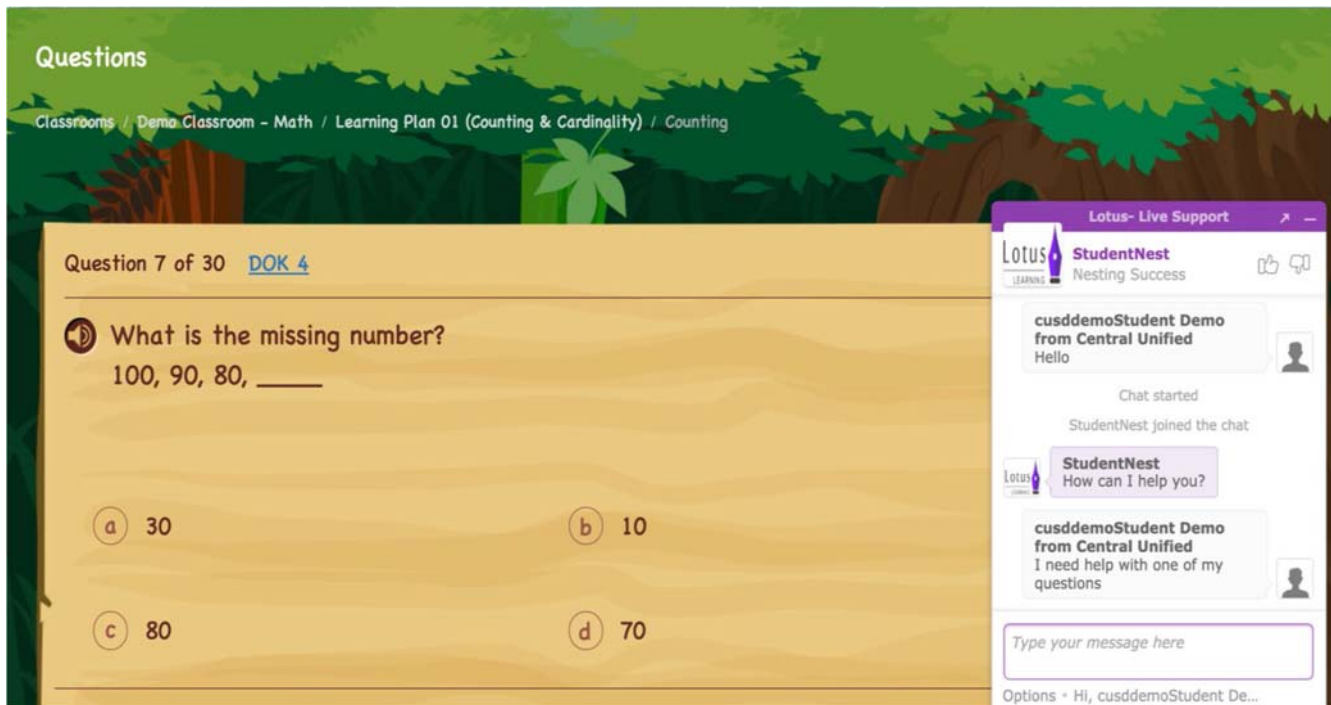 Questions
Classrooms / Demo Classroom - Math / Learning Plan 01 (Counting & Cardinality) / Counting
Question 7 of 30 DOK 4
What is the missing number?
100, 90, 80, _____
a 30
b 10
c 80
d 70
Lotus- Live Support
Lotus
LEARNING
StudentNest
Nesting Success
cusddemoStudent Demo
from Central Unified
Hello
Chat started
StudentNest joined the chat
Lotus
StudentNest
How can I help you?
cusddemoStudent Demo
from Central Unified
I need help with one of my
questions
Type your message here
Options • Hi, cusddemoStudent De...